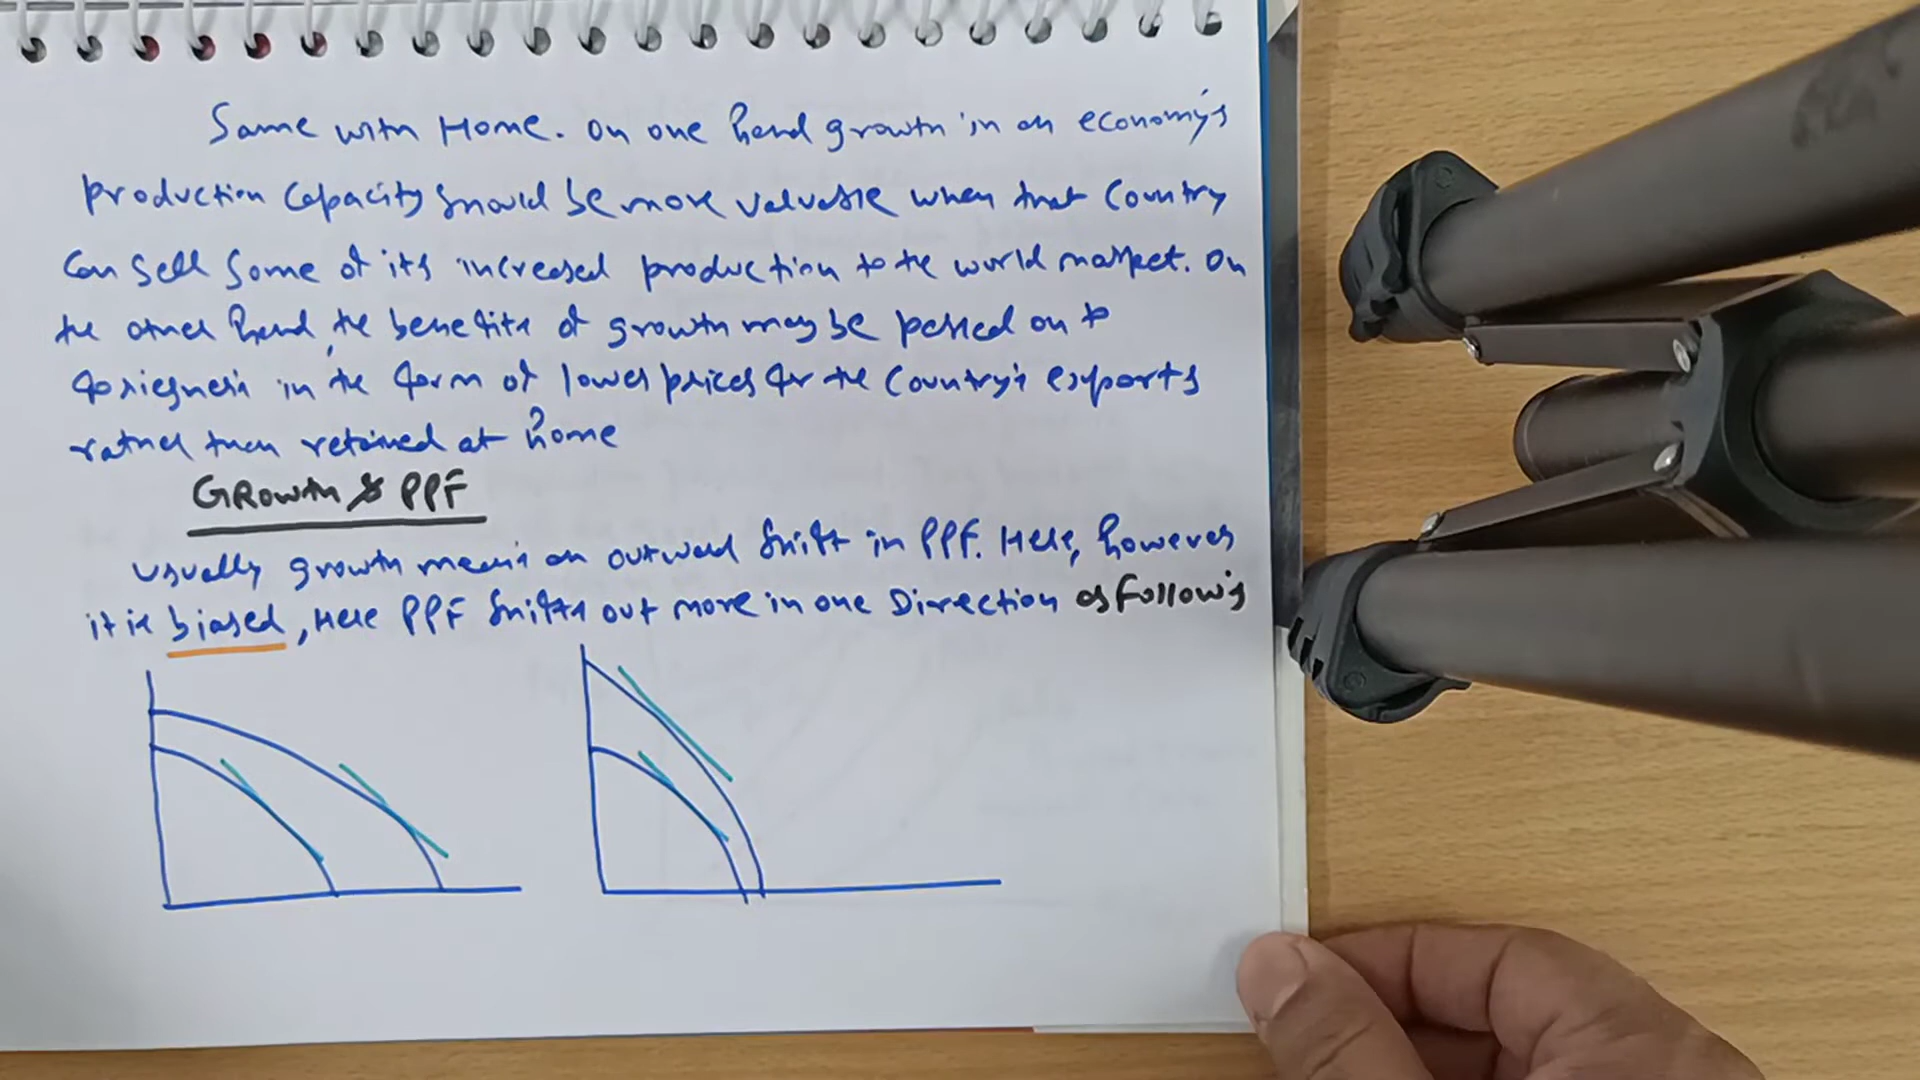 Same with Home. On one hand growth in an economy's
production capacity should be more valuable when that country
can sell some of its increased production to the world market. On
the other hand, the benefits of growth may be passed on to
foriegners in the form of lower prices for the country's exports
rather than retained at home
GRowth & PPF
Usually growth means an outward shift in PPF. Here, however
it is biased, Here PPF shifts out more in one Direction as Follows